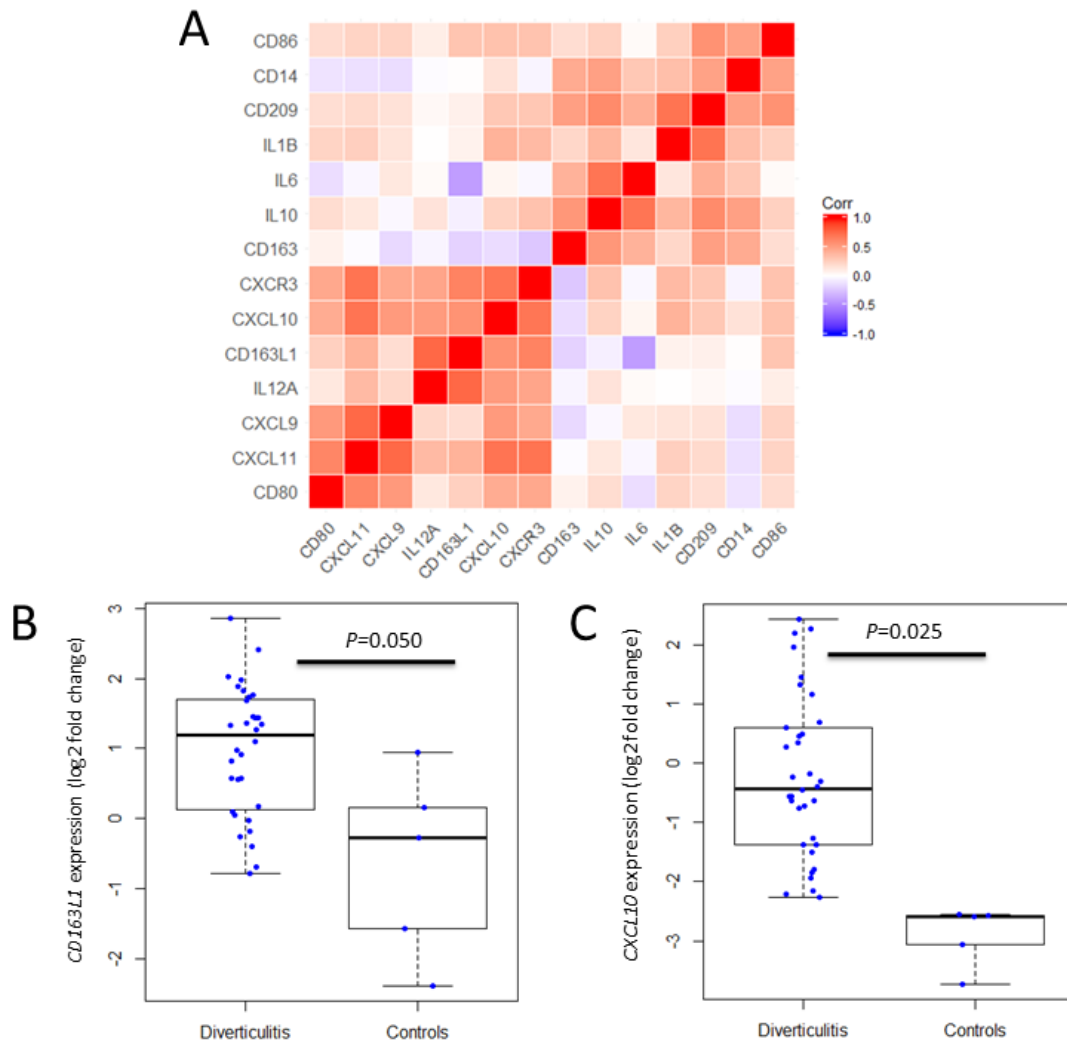 A
CD86
CD14
CD209
IL1B
IL6
IL10
CD163
CXCR3
CXCL10
CD163L1
IL12A
CXCL9
CXCL11
CD80
CD80 CXCL11 CXCL9 IL12A CD163L1 CXCL10 CXCR3 CD163 IL10 IL6 IL1B CD209 CD14 CD86
Corr
1.0
0.5
0.0
-0.5
-1.0
B
CD163L1 expression (log2 fold change)
3
2
1
0
-1
-2
P=0.050
Diverticulitis Controls
C
CXCL10 expression (log2 fold change)
2
1
0
-1
-2
-3
P=0.025
Diverticulitis Controls